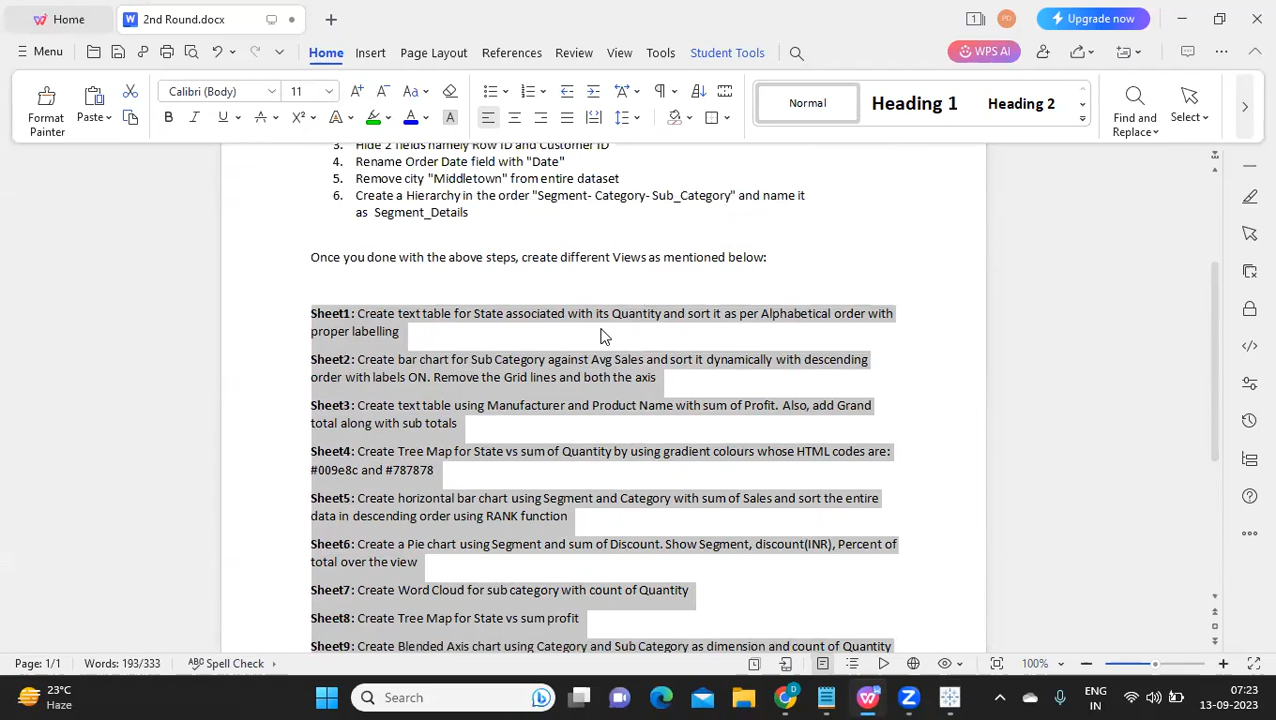 Home
2nd Round.docx
1
PD
Upgrade now
Menu
Home
Insert
Page Layout
References
Review
View
Tools
Student Tools
WPS AI
Format Painter
Paste
Calibri (Body)
11
Normal
Heading 1
Heading 2
Find and Replace
Select
3. Hide 2 fields namely Row ID and Customer ID
4. Rename Order Date field with "Date"
5. Remove city "Middletown" from entire dataset
6. Create a Hierarchy in the order "Segment- Category- Sub_Category" and name it
as Segment_Details
Once you done with the above steps, create different Views as mentioned below:
Sheet1: Create text table for State associated with its Quantity and sort it as per Alphabetical order with
proper labelling
Sheet2: Create bar chart for Sub Category against Avg Sales and sort it dynamically with descending
order with labels ON. Remove the Grid lines and both the axis
Sheet3: Create text table using Manufacturer and Product Name with sum of Profit. Also, add Grand
total along with sub totals
Sheet4: Create Tree Map for State vs sum of Quantity by using gradient colours whose HTML codes are:
#009e8c and #787878
Sheet5: Create horizontal bar chart using Segment and Category with sum of Sales and sort the entire
data in descending order using RANK function
Sheet6: Create a Pie chart using Segment and sum of Discount. Show Segment, discount(INR), Percent of
total over the view
Sheet7: Create Word Cloud for sub category with count of Quantity
Sheet8: Create Tree Map for State vs sum profit
Sheet9: Create Blended Axis chart using Category and Sub Category as dimension and count of Quantity
Page: 1/1
Words: 193/333
Spell Check
100%
23°C
Haze
Search
ENG
IN
07:23
13-09-2023